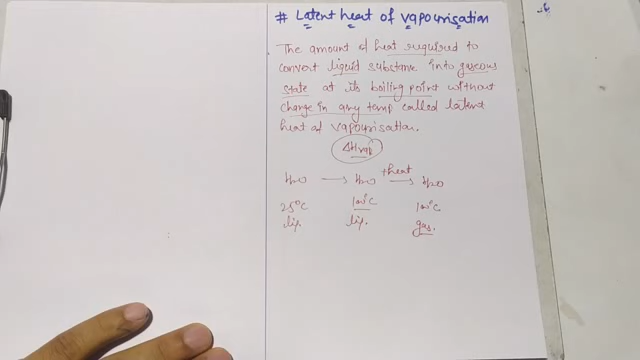 # Latent heat of vapourisation
The amount of heat required to
convert liquid substance into gaseous
state at its boiling point without
change in any temp called latent
heat of vapourisation.
ΔHvap
H2O → H2O +heat → H2O
25°C 100°C 100°C
liq. liq. gas.